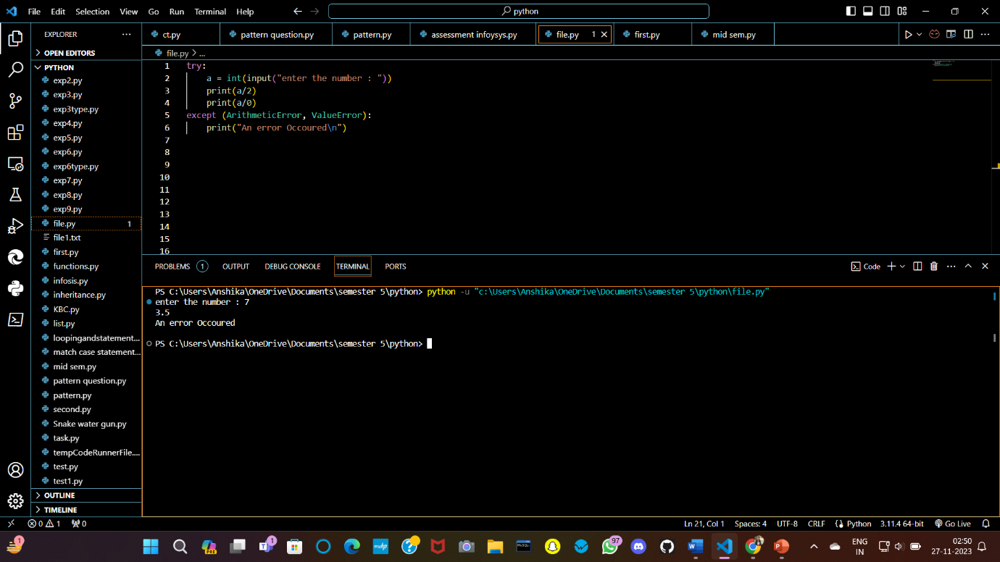 File Edit Selection View Go Run Terminal Help
python
EXPLORER
ct.py
pattern question.py
pattern.py
assessment infoysys.py
file.py 1
first.py
mid sem.py
OPEN EDITORS
PYTHON
exp2.py
exp3.py
exp3type.py
exp4.py
exp5.py
exp6.py
exp6type.py
exp7.py
exp8.py
exp9.py
file.py 1
file1.txt
first.py
functions.py
infosis.py
inheritance.py
KBC.py
list.py
loopingandstatement...
match case statement...
mid sem.py
pattern question.py
pattern.py
second.py
Snake water gun.py
task.py
tempCodeRunnerFile....
test.py
test1.py
OUTLINE
TIMELINE
file.py > ...
1 try:
2 a = int(input("enter the number : "))
3 print(a/2)
4 print(a/0)
5 except (ArithmeticError, ValueError):
6 print("An error Occoured\n")
7
8
9
10
11
12
13
14
15
16
PROBLEMS 1 OUTPUT DEBUG CONSOLE TERMINAL PORTS
Code
PS C:\Users\Anshika\OneDrive\Documents\semester 5\python> python -u "c:\Users\Anshika\OneDrive\Documents\semester 5\python\file.py"
enter the number : 7
3.5
An error Occoured
PS C:\Users\Anshika\OneDrive\Documents\semester 5\python>
0 1 0
Ln 21, Col 1 Spaces: 4 UTF-8 CRLF Python 3.11.4 64-bit Go Live
1
PRE
1
myhp
97
ENG
IN
02:50
27-11-2023